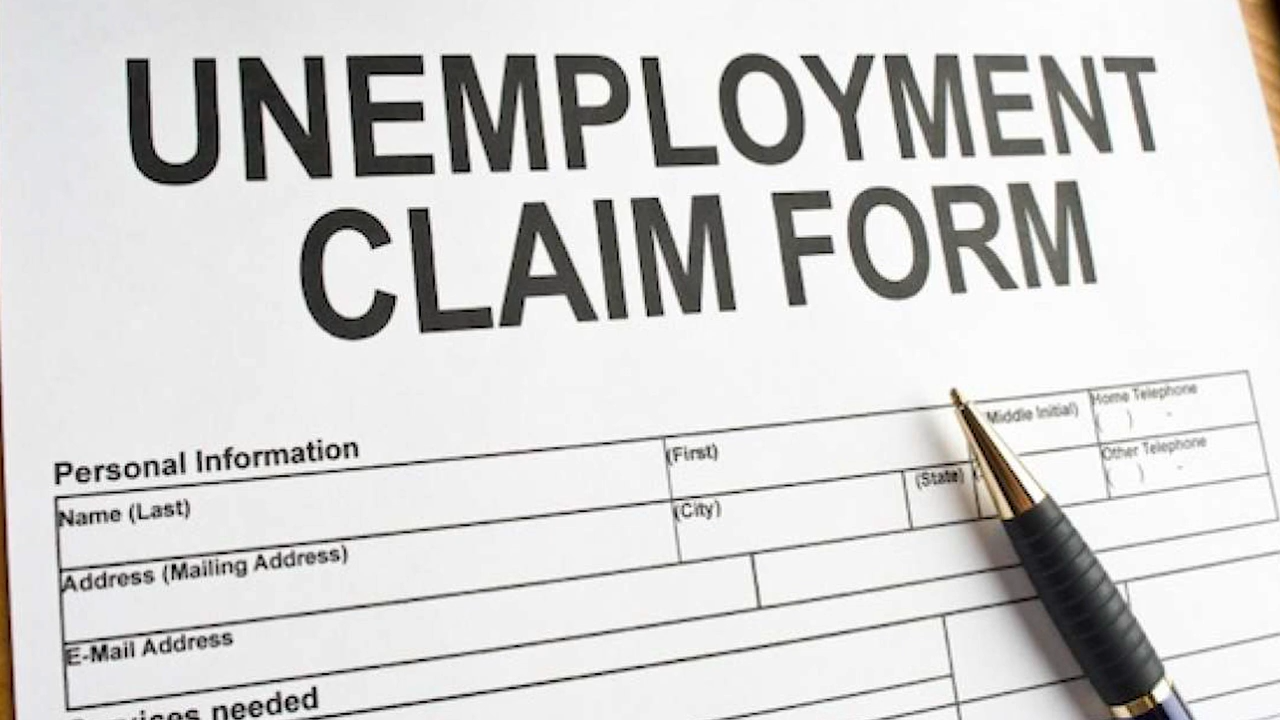 UNEMPLOYMENT
CLAIM FORM
Personal Information
Name (Last)
(First)
Middle Initial)
Home Telephone
( ) -
Address (Mailing Address)
(City)
(State)
Other Telephone
( ) -
E-Mail Address
needed